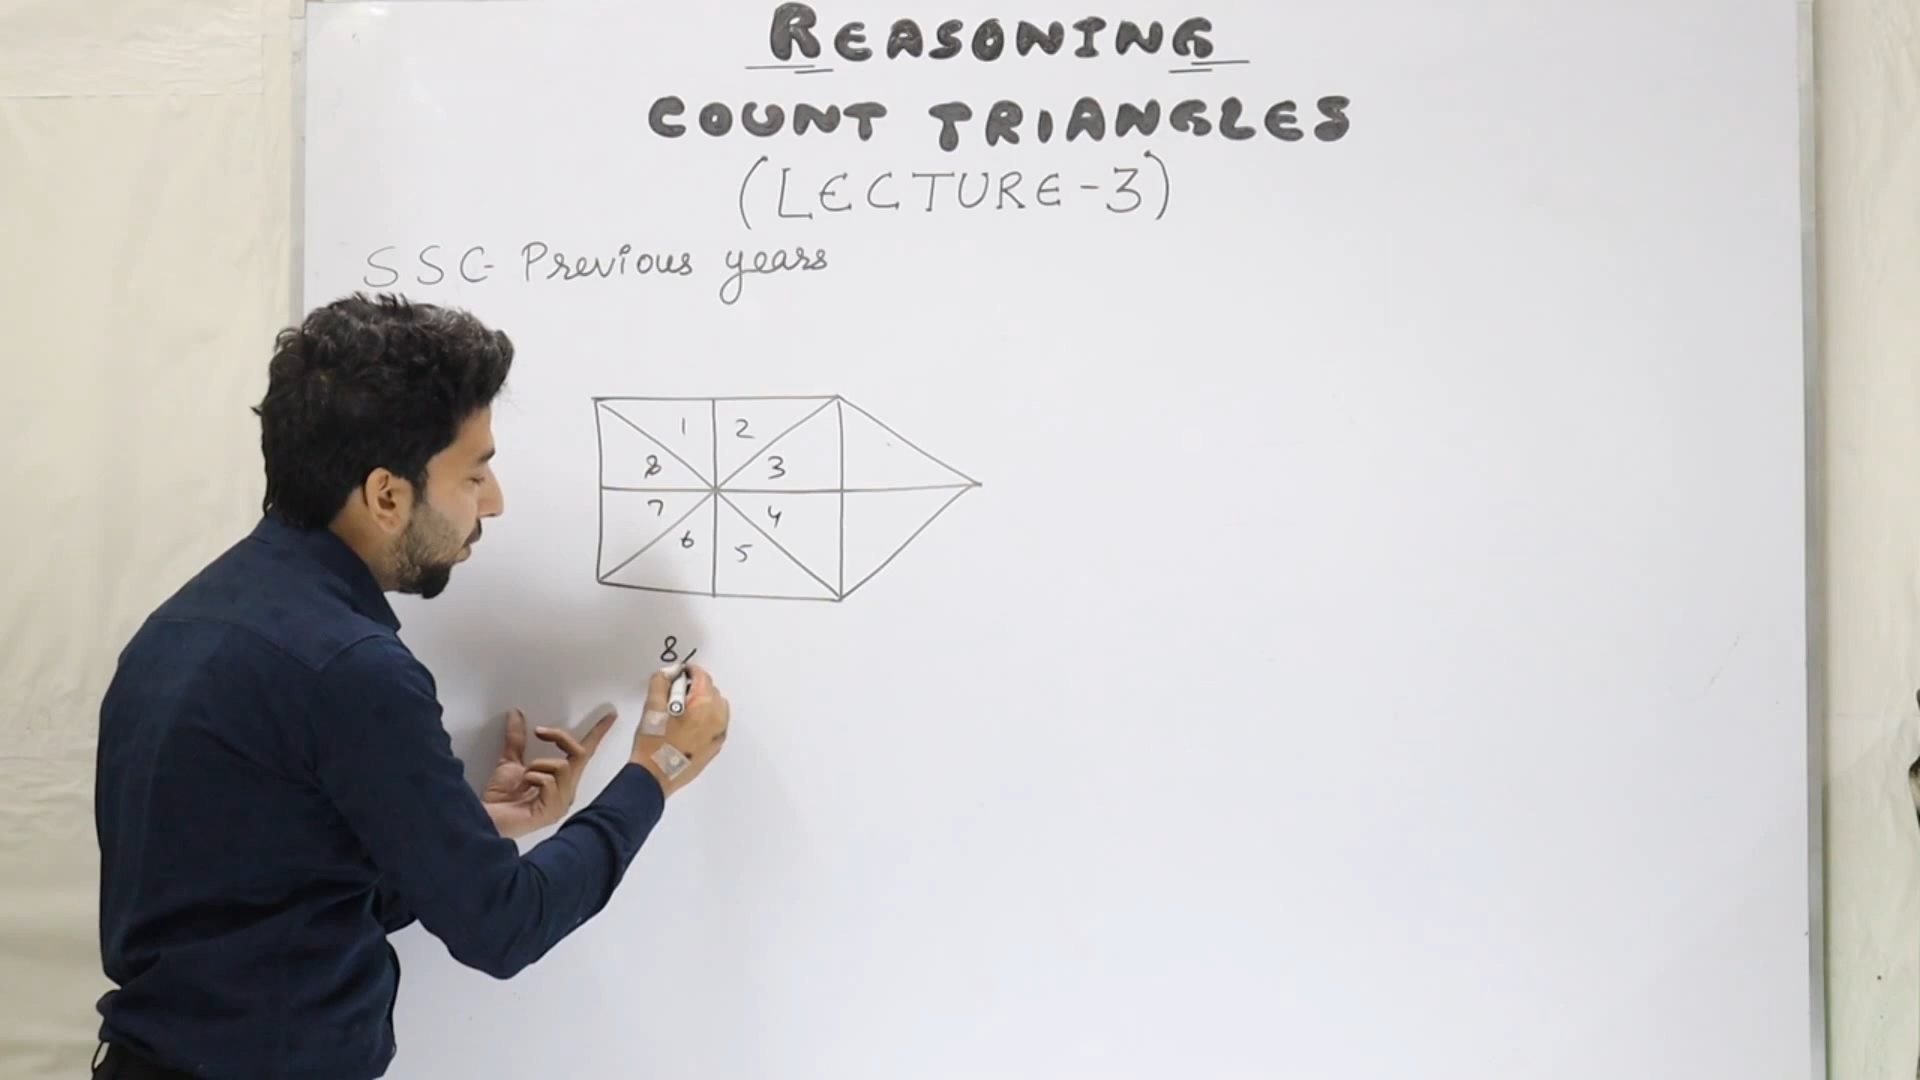 REASONING
COUNT TRIANGLES
(LECTURE-3)
SSC- Previous years
1 2
8 3
7 4
6 5
8